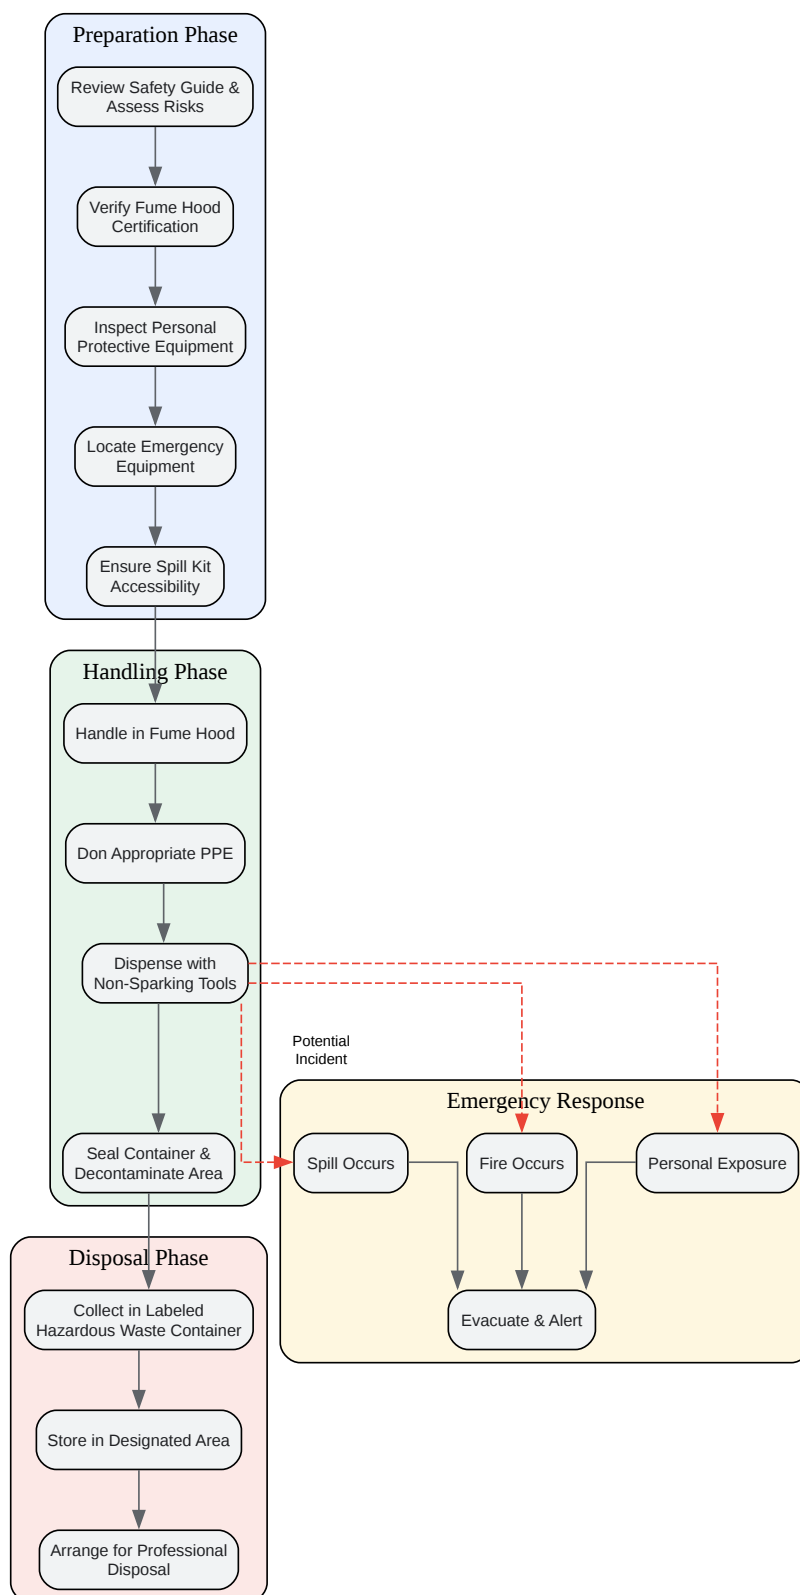 Preparation Phase
Review Safety Guide &
Assess Risks
Verify Fume Hood
Certification
Inspect Personal
Protective Equipment
Locate Emergency
Equipment
Ensure Spill Kit
Accessibility
Handling Phase
Handle in Fume Hood
Don Appropriate PPE
Dispense with
Non-Sparking Tools
Potential
Incident
Seal Container &
Decontaminate Area
Emergency Response
Spill Occurs
Fire Occurs
Personal Exposure
Evacuate & Alert
Disposal Phase
Collect in Labeled
Hazardous Waste Container
Store in Designated Area
Arrange for Professional
Disposal